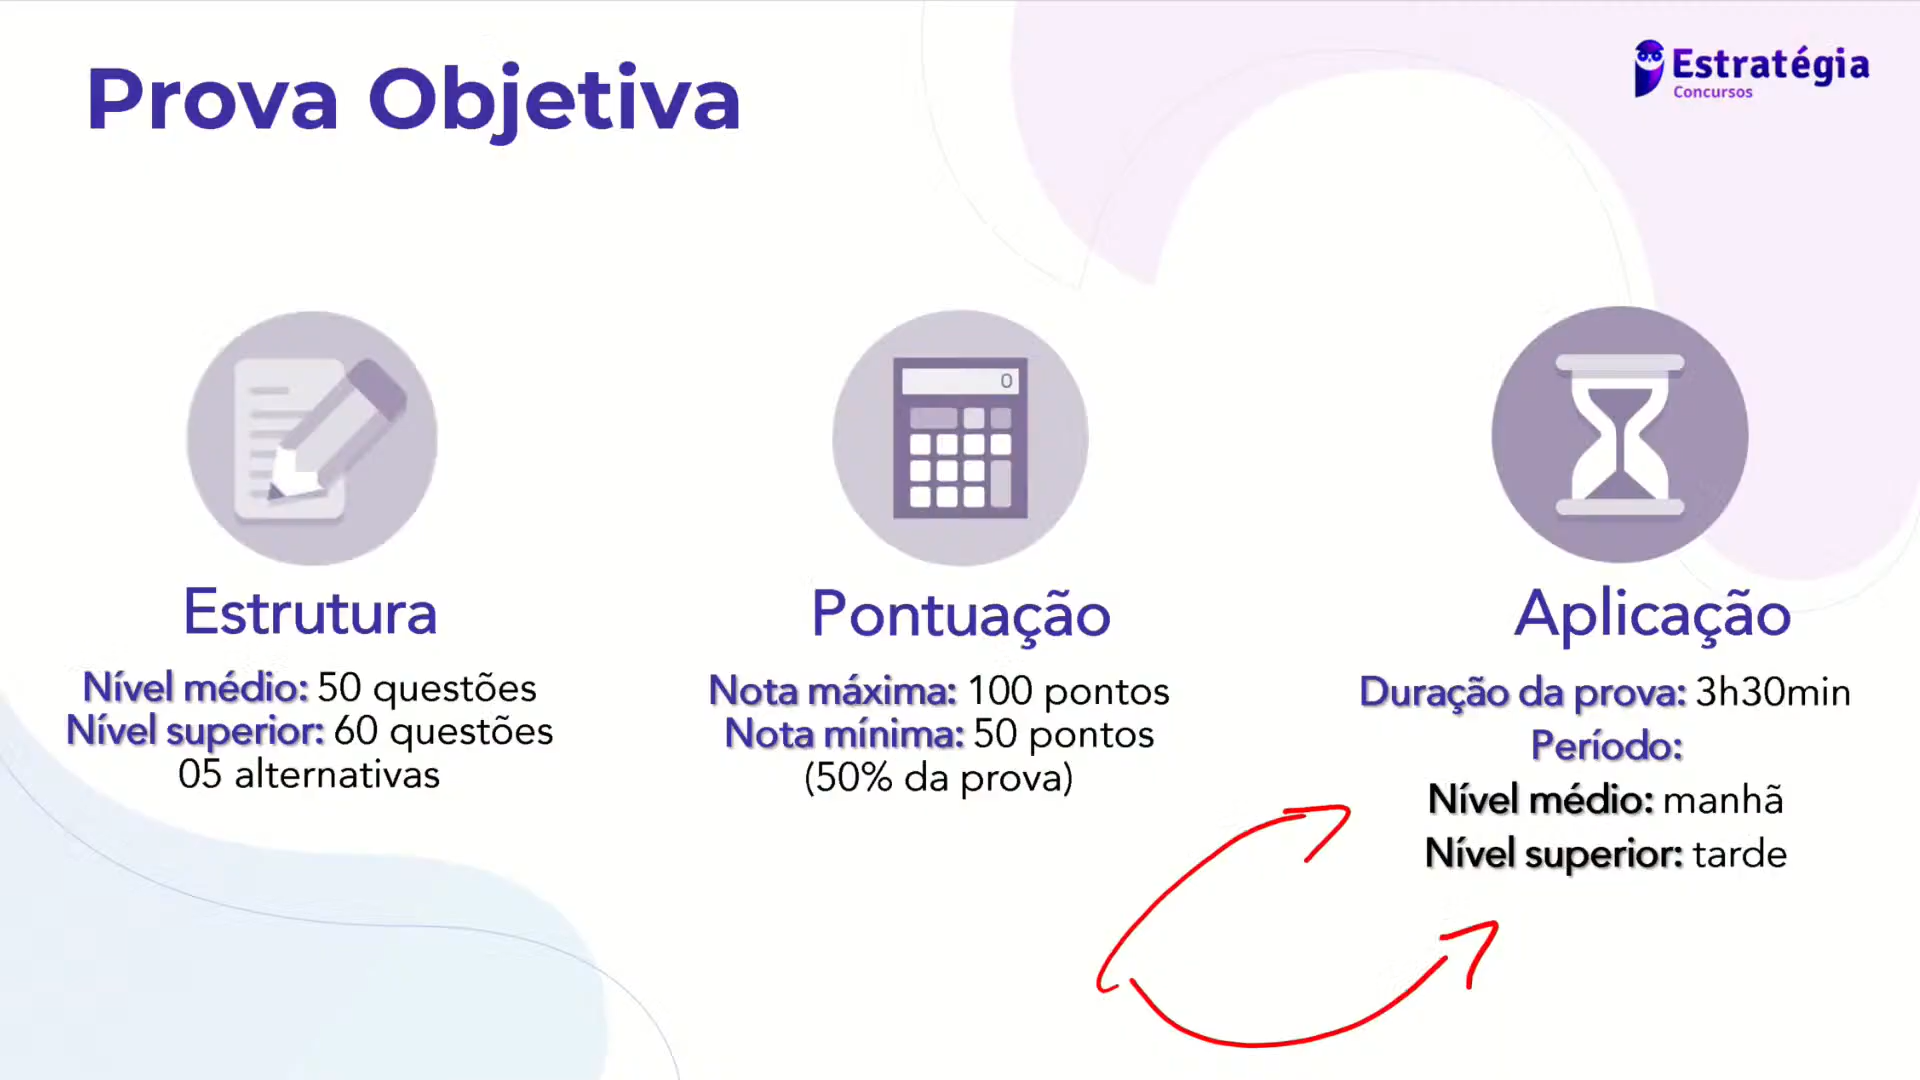 Prova Objetiva
Estratégia
Concursos
0
Estrutura
Nível médio: 50 questões
Nível superior: 60 questões
05 alternativas
Pontuação
Nota máxima: 100 pontos
Nota mínima: 50 pontos
(50% da prova)
Aplicação
Duração da prova: 3h30min
Período:
Nível médio: manhã
Nível superior: tarde